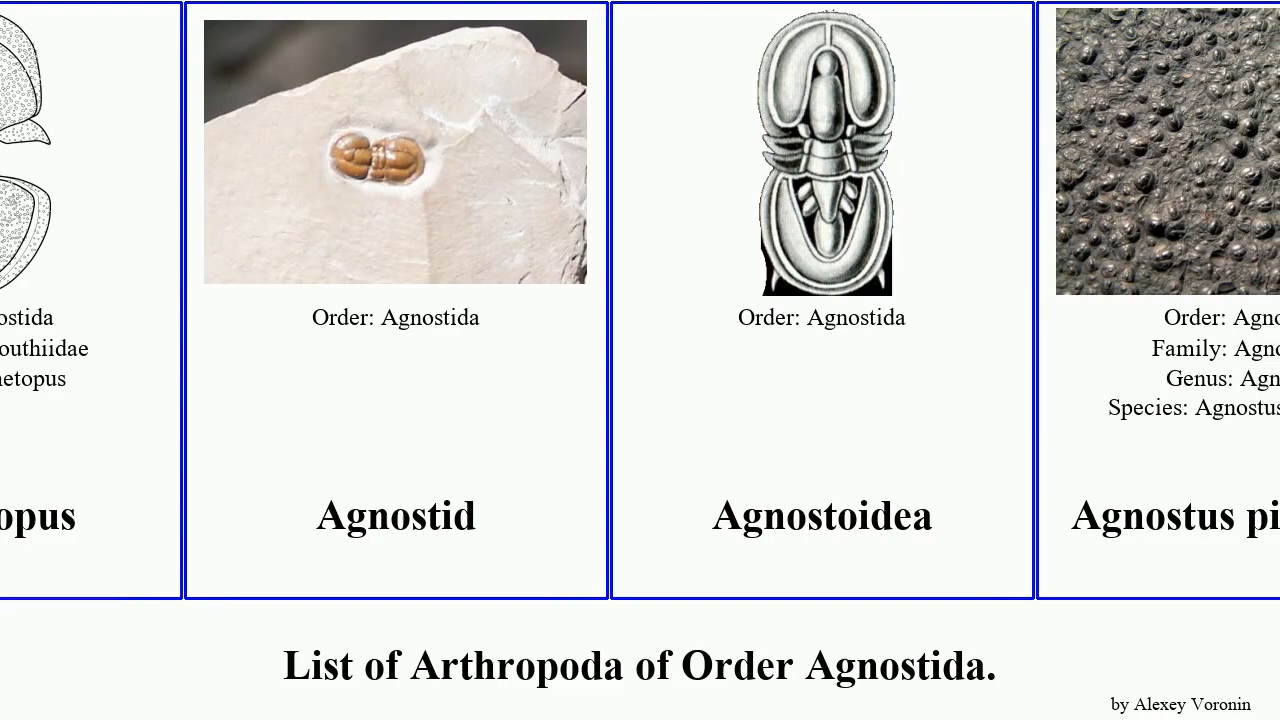 ostida
outhiidae
netopus
opus
Order: Agnostida
Agnostid
Order: Agnostida
Agnostoidea
Order: Agno
Family: Agno
Genus: Agn
Species: Agnostus
Agnostus pi
List of Arthropoda of Order Agnostida.
by Alexey Voronin